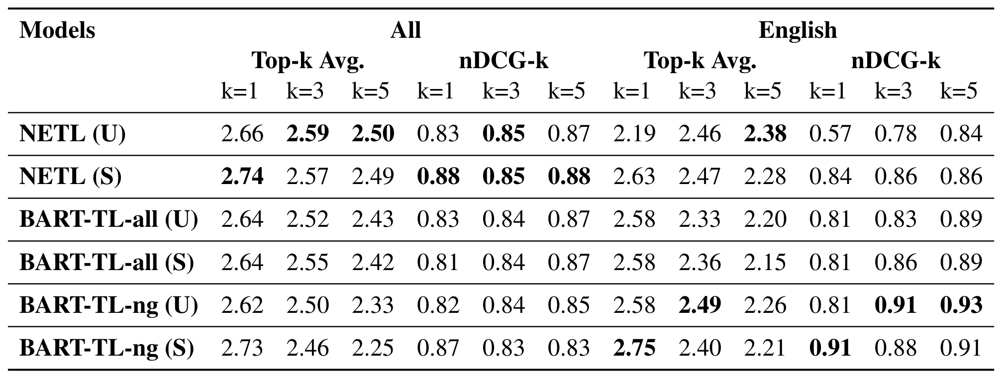 Models All English
Top-k Avg. nDCG-k Top-k Avg. nDCG-k
k=1 k=3 k=5 k=1 k=3 k=5 k=1 k=3 k=5 k=1 k=3 k=5
NETL (U) 2.66 2.59 2.50 0.83 0.85 0.87 2.19 2.46 2.38 0.57 0.78 0.84
NETL (S) 2.74 2.57 2.49 0.88 0.85 0.88 2.63 2.47 2.28 0.84 0.86 0.86
BART-TL-all (U) 2.64 2.52 2.43 0.83 0.84 0.87 2.58 2.33 2.20 0.81 0.83 0.89
BART-TL-all (S) 2.64 2.55 2.42 0.81 0.84 0.87 2.58 2.36 2.15 0.81 0.86 0.89
BART-TL-ng (U) 2.62 2.50 2.33 0.82 0.84 0.85 2.58 2.49 2.26 0.81 0.91 0.93
BART-TL-ng (S) 2.73 2.46 2.25 0.87 0.83 0.83 2.75 2.40 2.21 0.91 0.88 0.91